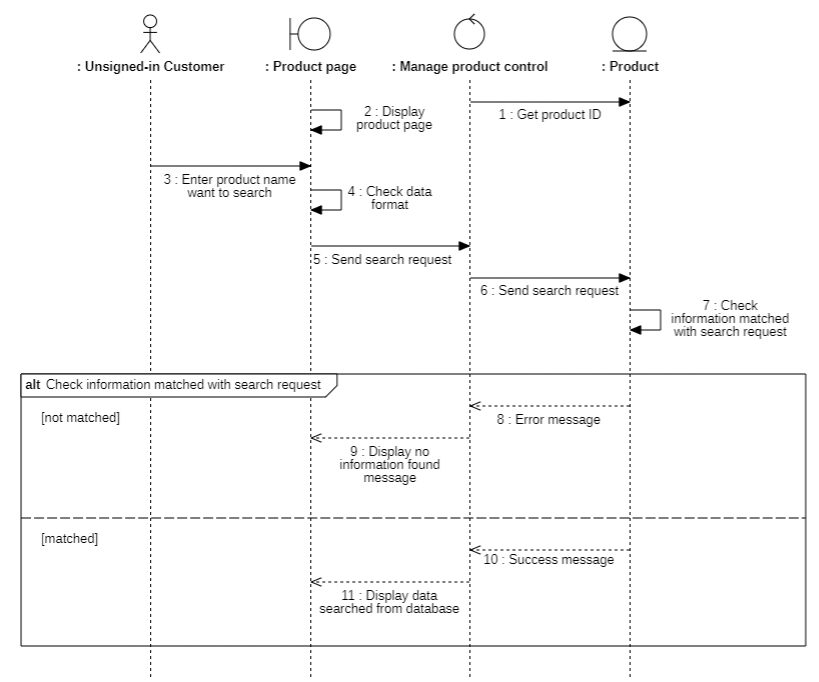 : Unsigned-in Customer
: Product page
: Manage product control
: Product
1 : Get product ID
2 : Display
product page
3 : Enter product name
want to search
4 : Check data
format
5 : Send search request
6 : Send search request
7 : Check
information matched
with search request
alt Check information matched with search request
[not matched]
8 : Error message
9 : Display no
information found
message
[matched]
10 : Success message
11 : Display data
searched from database